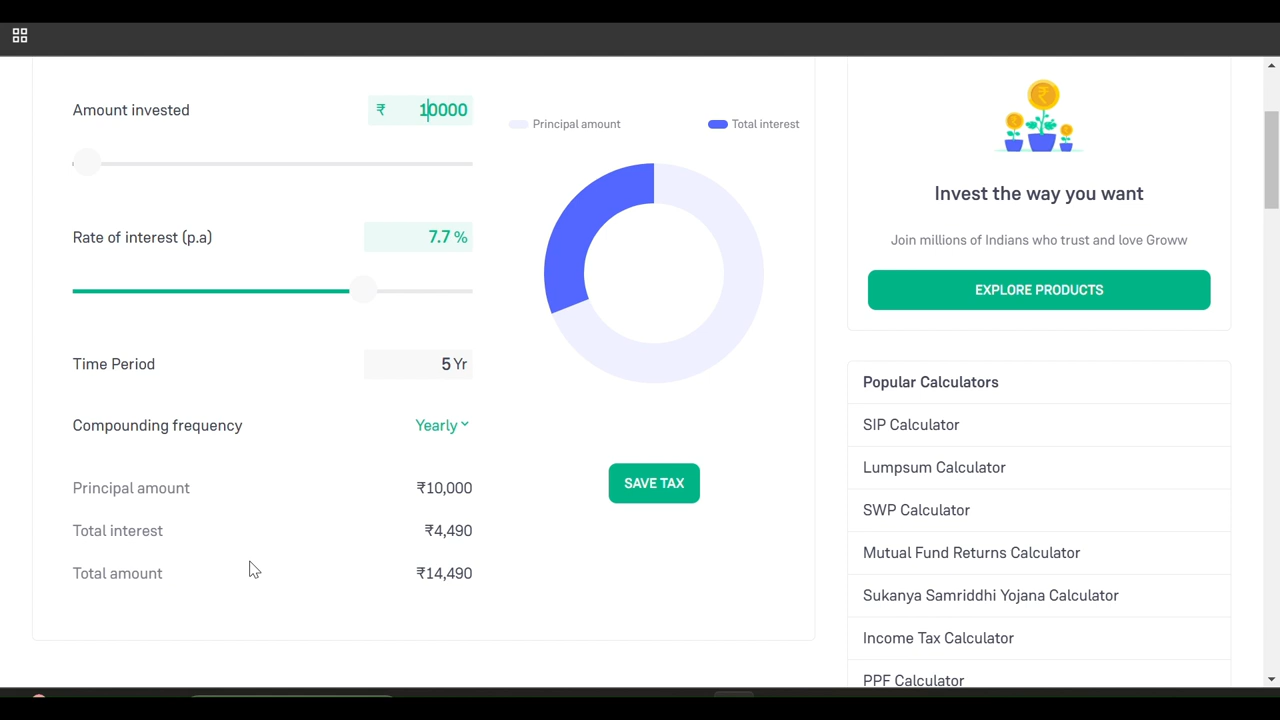 Amount invested ₹ 10000
Rate of interest (p.a) 7.7 %
Time Period 5 Yr
Compounding frequency Yearly
Principal amount ₹10,000
Total interest ₹4,490
Total amount ₹14,490
Principal amount Total interest
SAVE TAX
Invest the way you want
Join millions of Indians who trust and love Groww
EXPLORE PRODUCTS
Popular Calculators
SIP Calculator
Lumpsum Calculator
SWP Calculator
Mutual Fund Returns Calculator
Sukanya Samriddhi Yojana Calculator
Income Tax Calculator
PPF Calculator